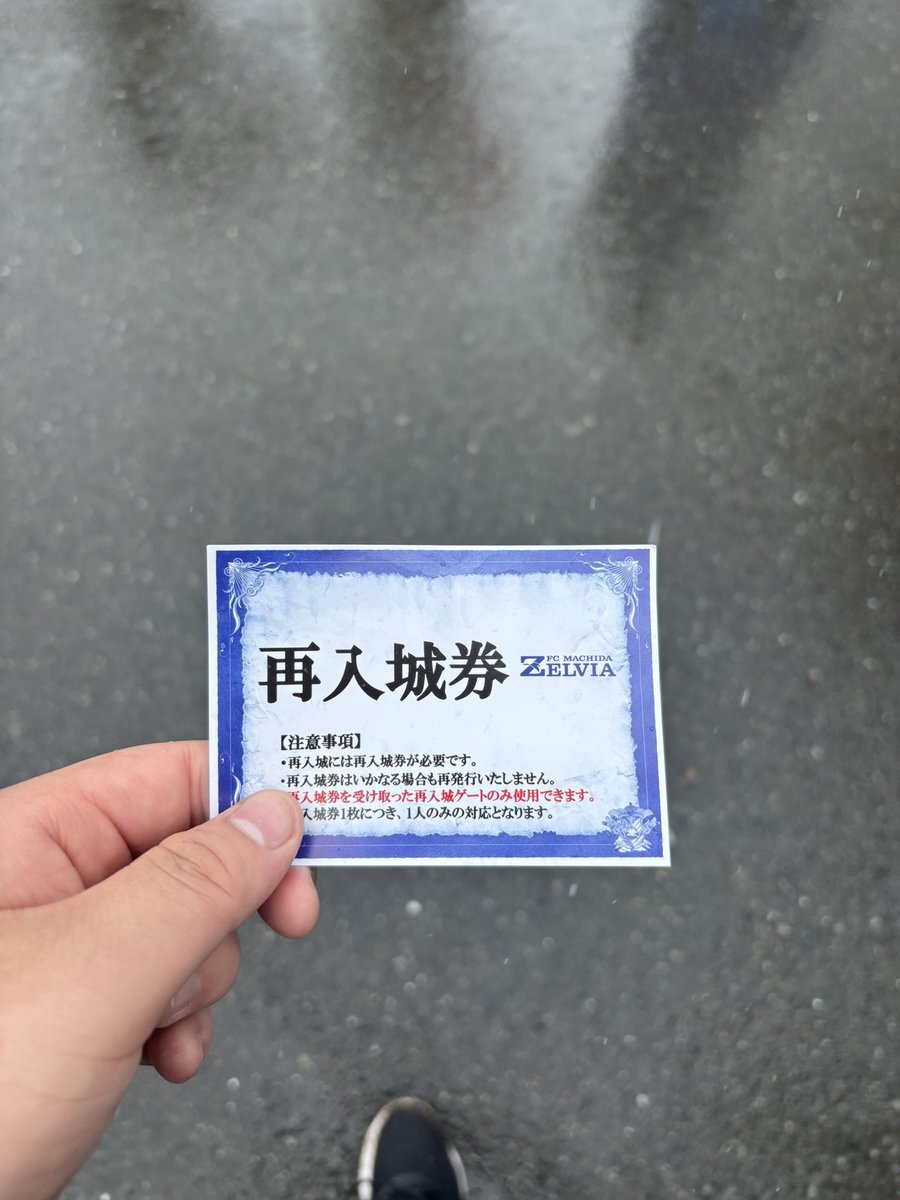 再入城券
FC MACHIDA
ZELVIA
【注意事項】
・再入城には再入城券が必要です。
・再入城券はいかなる場合も再発行いたしません。
再入城券を受け取った再入城ゲートのみ使用できます。
入城券1枚につき、1人のみの対応となります。